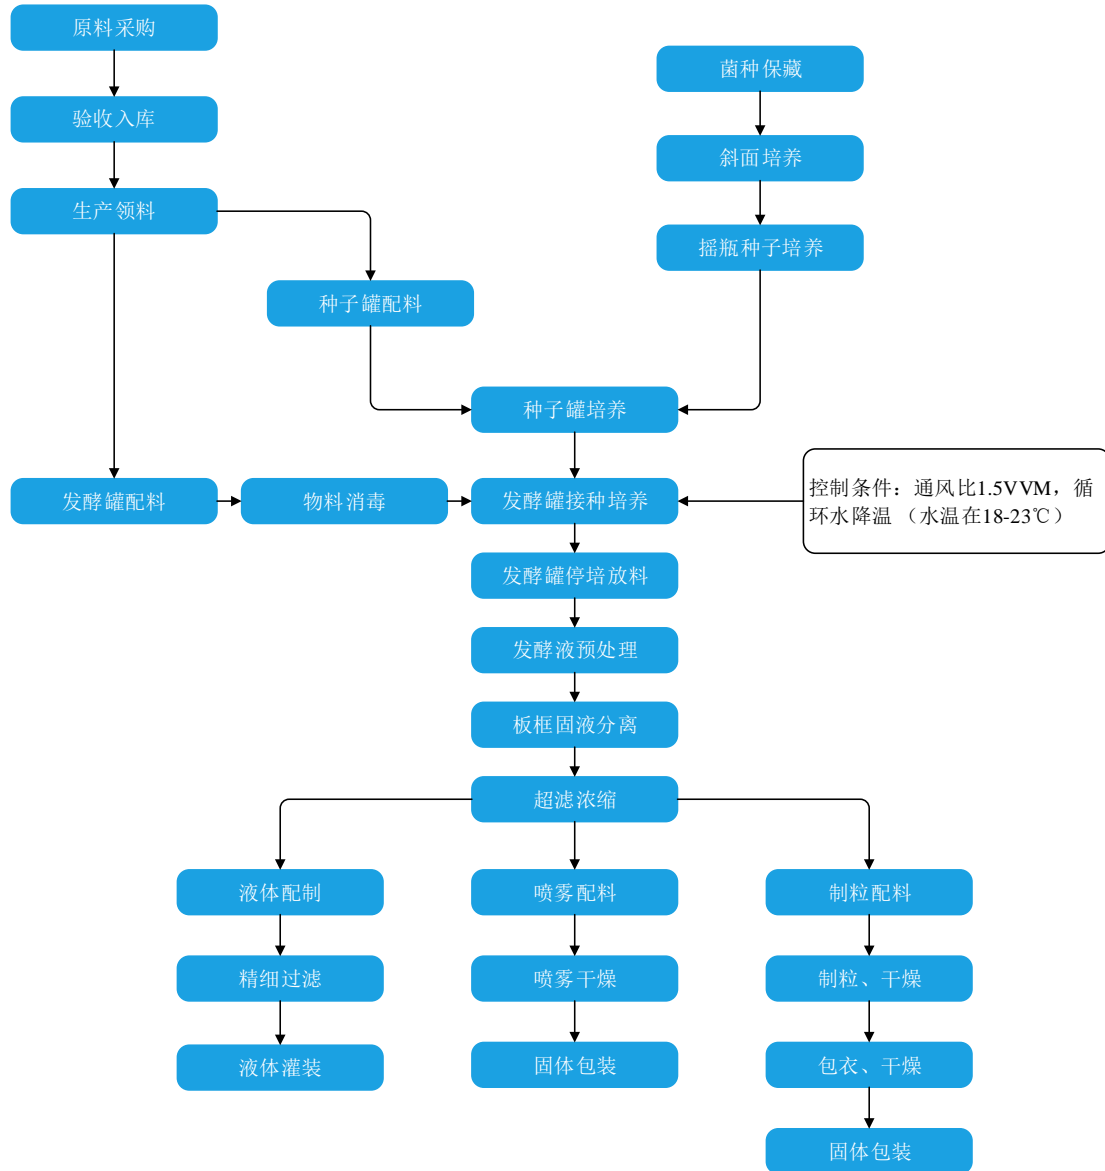 原料采购
菌种保藏
验收入库
斜面培养
生产领料
摇瓶种子培养
种子罐配料
种子罐培养
发酵罐配料
物料消毒
发酵罐接种培养
控制条件：通风比1.5VVM，循
环水降温 （水温在18-23℃）
发酵罐停培放料
发酵液预处理
板框固液分离
超滤浓缩
液体配制
喷雾配料
制粒配料
精细过滤
喷雾干燥
制粒、干燥
液体灌装
固体包装
包衣、干燥
固体包装